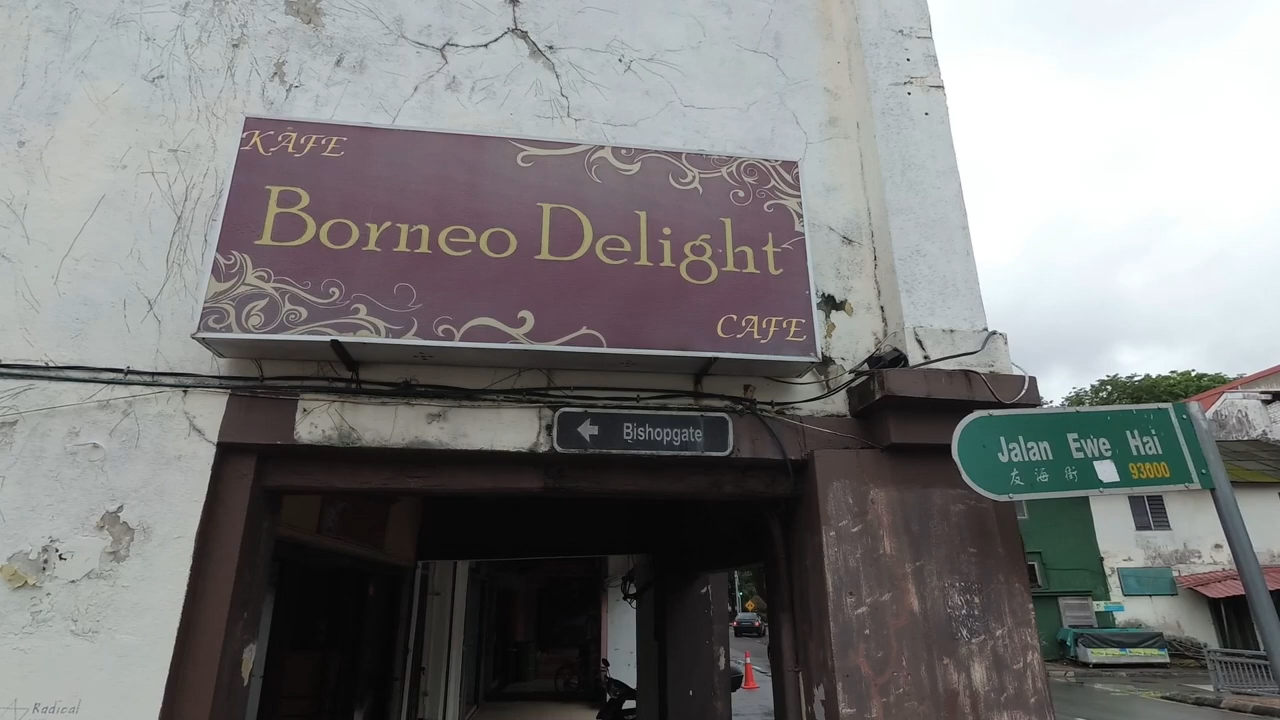 KAFE
Borneo Delight
CAFE
Bishopgate
Jalan Ewe Hai
友海街
93000
Radical